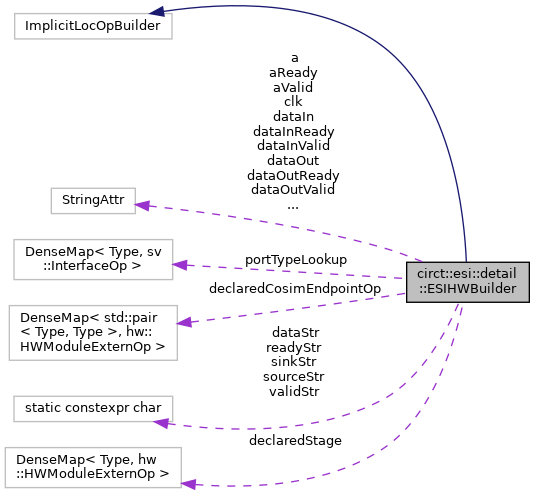 ImplicitLocOpBuilder
a
aReady
aValid
clk
dataIn
dataInReady
dataInValid
dataOut
dataOutReady
dataOutValid
...
StringAttr
DenseMap< Type, sv
::InterfaceOp >
portTypeLookup
circt::esi::detail
::ESIHWBuilder
declaredCosimEndpointOp
DenseMap< std::pair
< Type, Type >, hw::
HWModuleExternOp >
dataStr
readyStr
sinkStr
sourceStr
validStr
static constexpr char
declaredStage
DenseMap< Type, hw
::HWModuleExternOp >